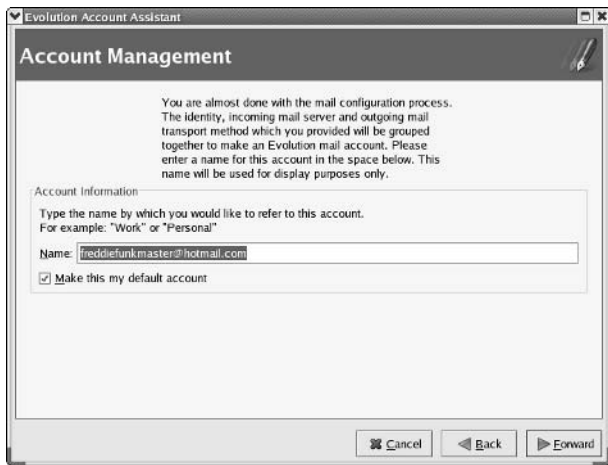 Evolution Account Assistant
Account Management
You are almost done with the mail configuration process.
The identity, incoming mail server and outgoing mail
transport method which you provided will be grouped
together to make an Evolution mail account. Please
enter a name for this account in the space below. This
name will be used for display purposes only.
Account Information
Type the name by which you would like to refer to this account.
For example: "Work" or "Personal"
Name: freddiefunkmaster@hotmail.com
Make this my default account
Cancel Back Forward